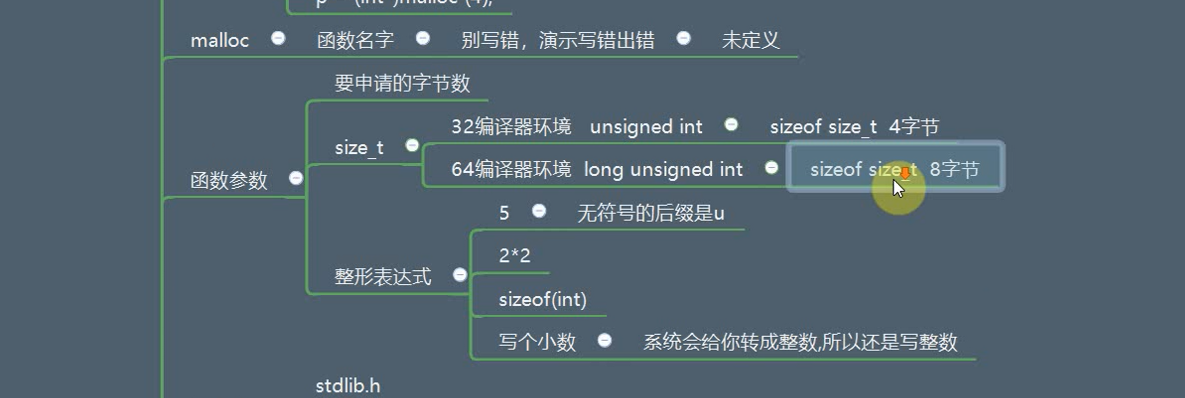 malloc 函数名字 别写错，演示写错出错 未定义
要申请的字节数
32编译器环境 unsigned int sizeof size_t 4字节
size_t
64编译器环境 long unsigned int sizeof size_t 8字节
函数参数
5 无符号的后缀是u
2*2
整形表达式
sizeof(int)
写个小数 系统会给你转成整数,所以还是写整数
stdlib.h